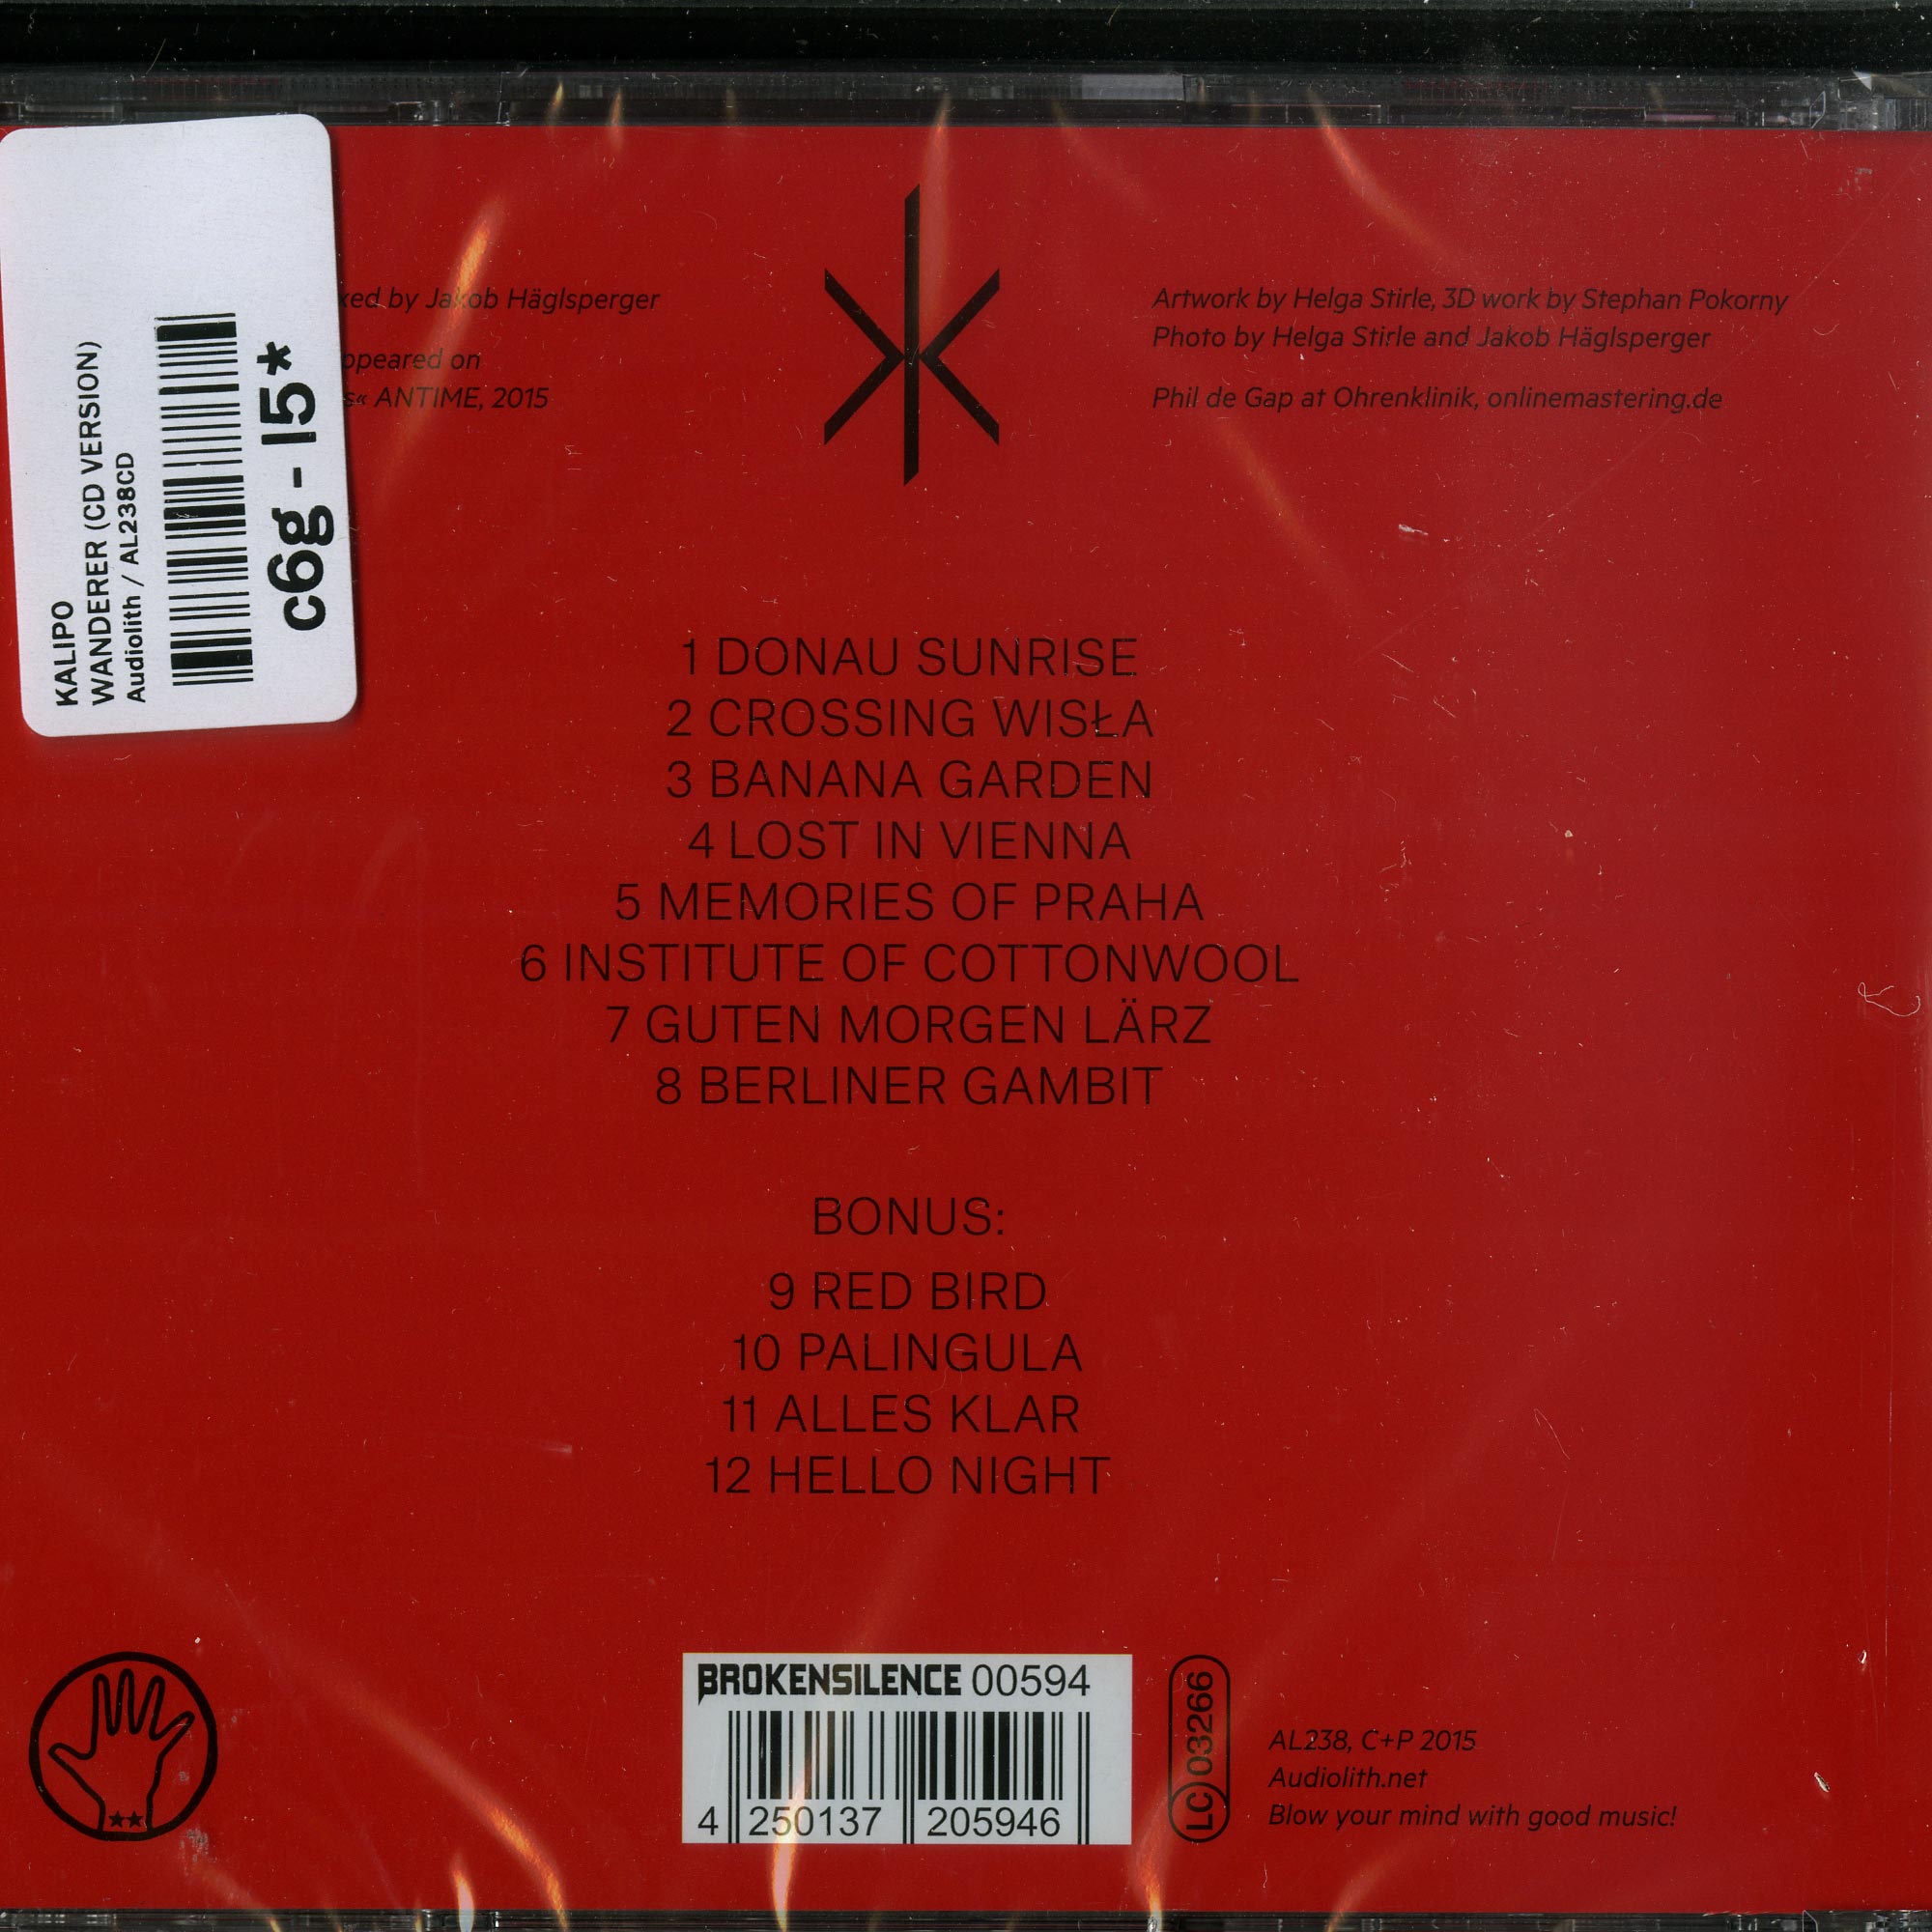 KALIPO
WANDERER (CD VERSION)
Audiolith / AL238CD
c6g - l5*
by Jakob Häglsperger
on
ANTIME, 2015
Artwork by Helga Stirle, 3D work by Stephan Pokorny
Photo by Helga Stirle and Jakob Häglsperger
Phil de Gap at Ohrenklinik, onlinemastering.de
1 DONAU SUNRISE
2 CROSSING WISŁA
3 BANANA GARDEN
4 LOST IN VIENNA
5 MEMORIES OF PRAHA
6 INSTITUTE OF COTTONWOOL
7 GUTEN MORGEN LÄRZ
8 BERLINER GAMBIT
BONUS:
9 RED BIRD
10 PALINGULA
11 ALLES KLAR
12 HELLO NIGHT
BROKENSILENCE 00594
4 250137 205946
LC 03266
AL238, C+P 2015
Audiolith.net
Blow your mind with good music!